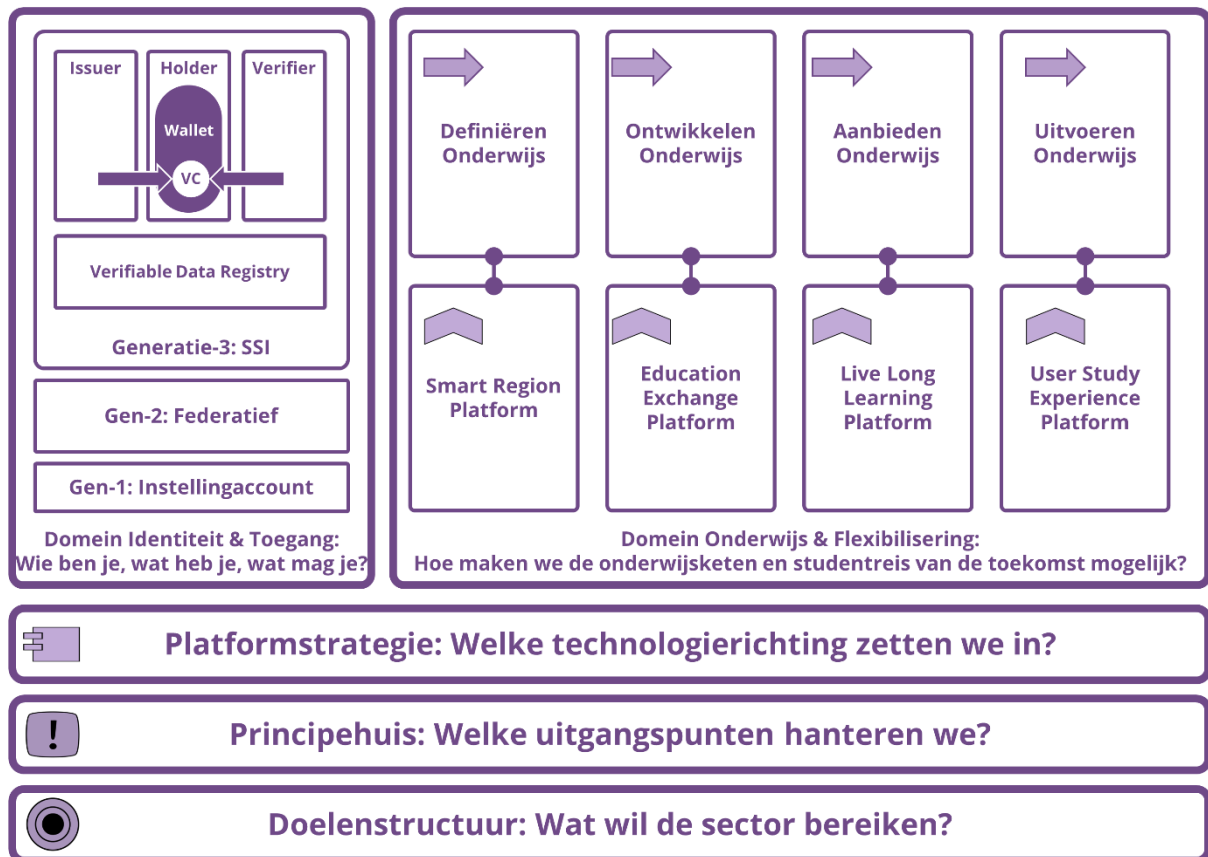 Issuer
Holder
Verifier
Wallet
VC
Verifiable Data Registry
Generatie-3: SSI
Gen-2: Federatief
Gen-1: Instellingaccount
Domein Identiteit & Toegang:
Wie ben je, wat heb je, wat mag je?
Definiëren
Onderwijs
Ontwikkelen
Onderwijs
Aanbieden
Onderwijs
Uitvoeren
Onderwijs
Smart Region
Platform
Education
Exchange
Platform
Live Long
Learning
Platform
User Study
Experience
Platform
Domein Onderwijs & Flexibilisering:
Hoe maken we de onderwijsketen en studentreis van de toekomst mogelijk?
Platformstrategie: Welke technologierichting zetten we in?
!
Principehuis: Welke uitgangspunten hanteren we?
Doelenstructuur: Wat wil de sector bereiken?